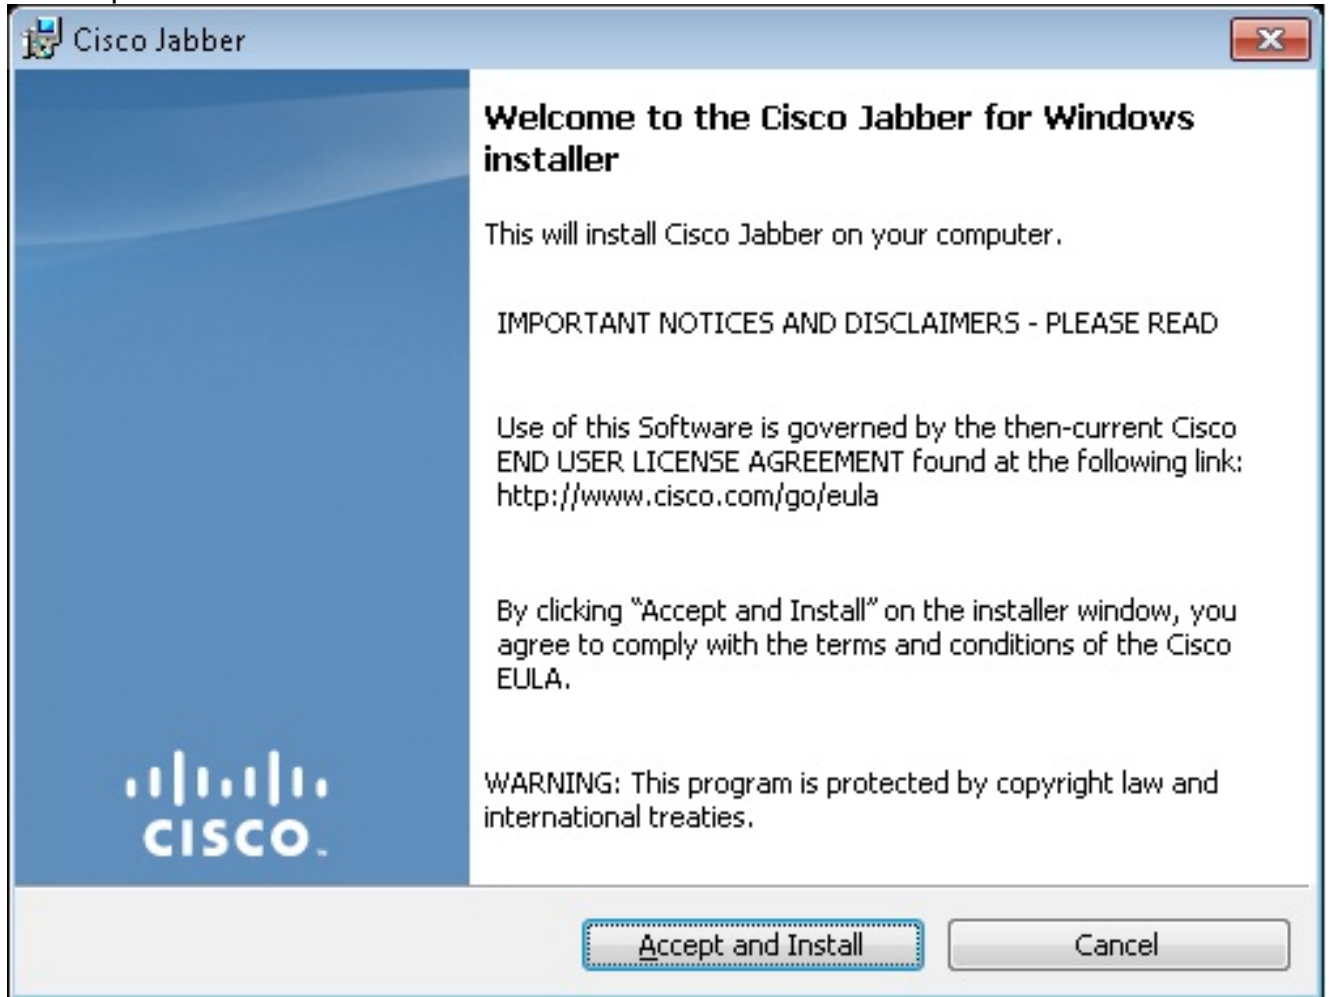 Cisco Jabber
Welcome to the Cisco Jabber for Windows
installer
This will install Cisco Jabber on your computer.
IMPORTANT NOTICES AND DISCLAIMERS - PLEASE READ
Use of this Software is governed by the then-current Cisco
END USER LICENSE AGREEMENT found at the following link:
http://www.cisco.com/go/eula
By clicking “Accept and Install” on the installer window, you
agree to comply with the terms and conditions of the Cisco
EULA.
WARNING: This program is protected by copyright law and
international treaties.
CISCO.
Accept and Install
Cancel